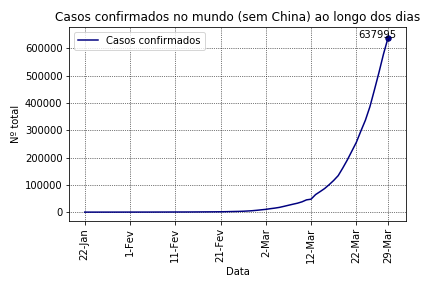 Casos confirmados no mundo (sem China) ao longo dos dias
Casos confirmados
637995
600000
500000
400000
300000
200000
100000
0
Nº total
22-Jan
1-Fev
11-Fev
21-Fev
2-Mar
12-Mar
22-Mar
29-Mar
Data